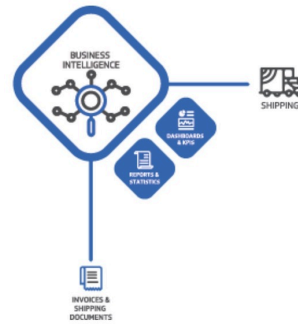 BUSINESS
INTELLIGENCE
SHIPPING
DASHBOARDS
& KPIS
REPORTS &
STATISTICS
INVOICES &
SHIPPING
DOCUMENTS